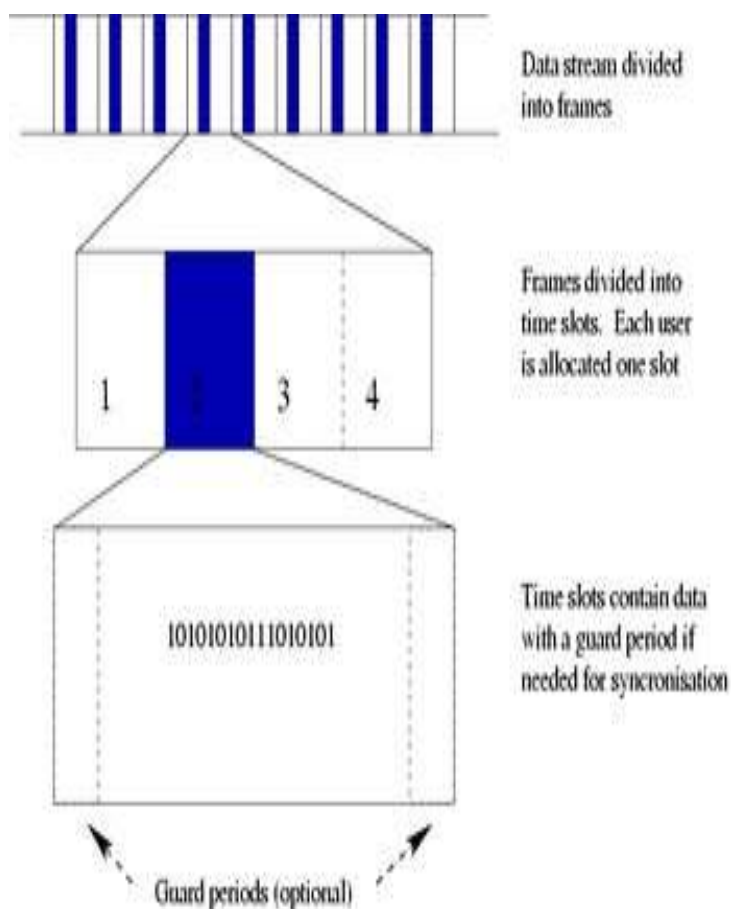 Data stream divided
into frames
Frames divided into
time slots. Each user
is allocated one slot
1
2
3
4
10101010111010101
Time slots contain data
with a guard period if
needed for syncronisation
Guard periods (optional)